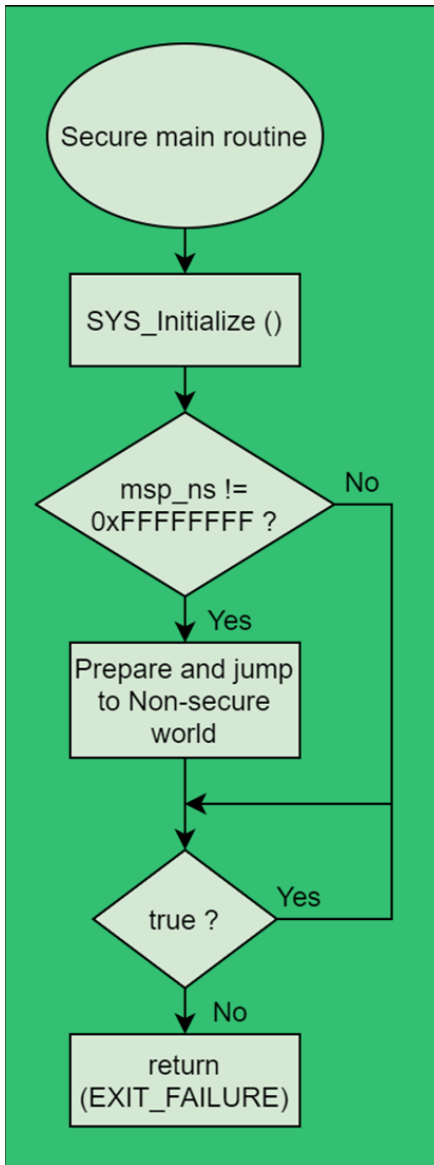 Secure main routine
SYS_Initialize ()
msp_ns !=
0xFFFFFFFF ?
No
Yes
Prepare and jump
to Non-secure
world
true ?
Yes
No
return
(EXIT_FAILURE)